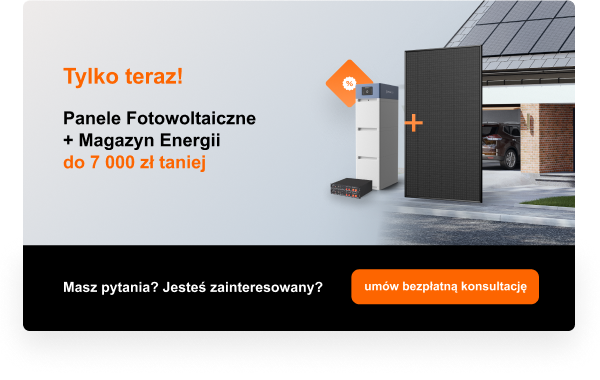 Tylko teraz!
Panele Fotowoltaiczne
+ Magazyn Energii
do 7 000 zł taniej
%
+
Masz pytania? Jesteś zainteresowany?
umów bezpłatną konsultację